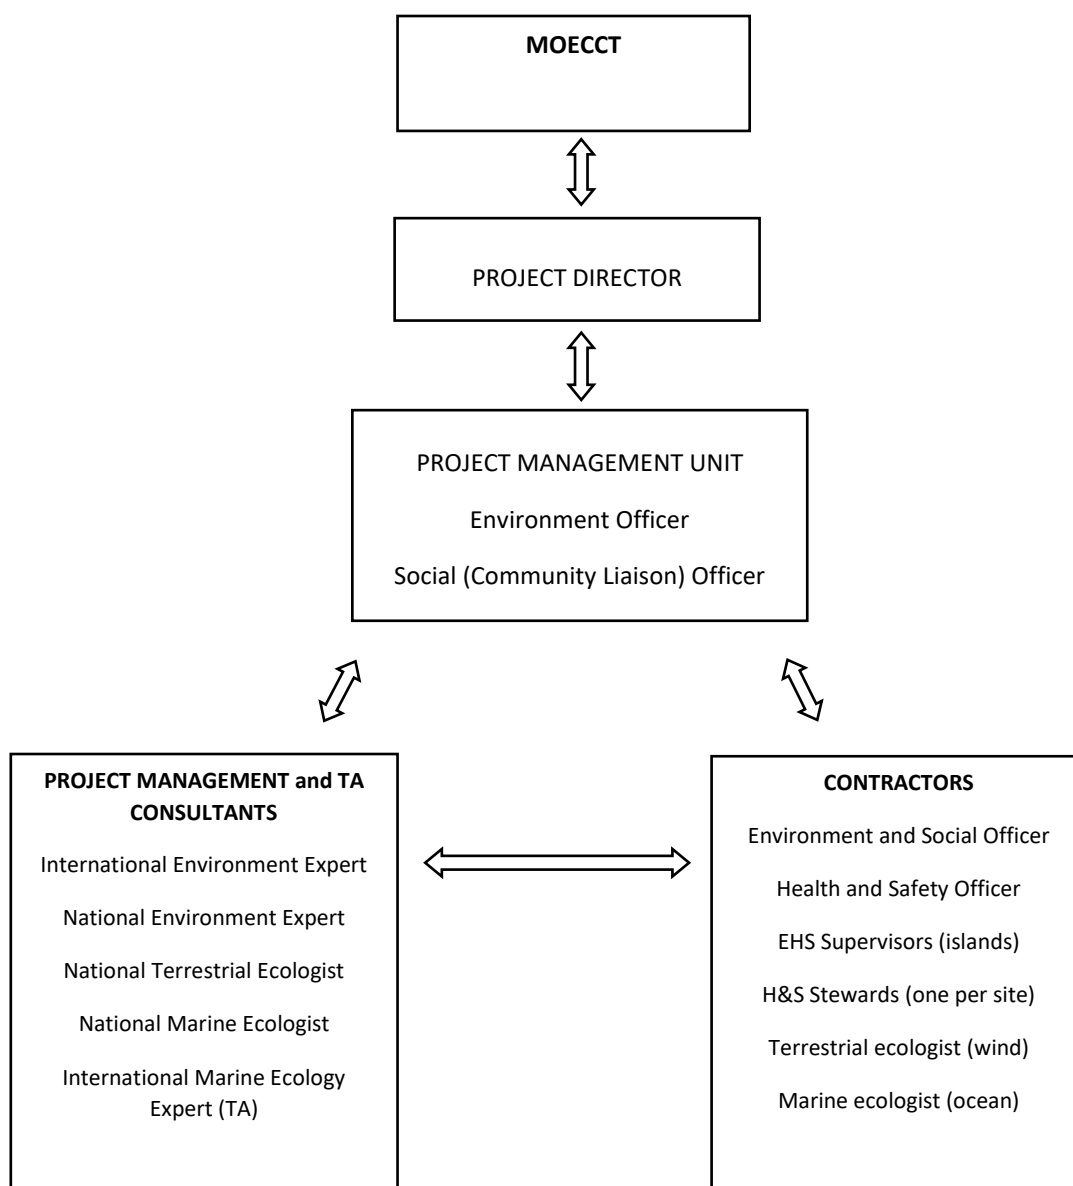 MOECCT
PROJECT DIRECTOR
PROJECT MANAGEMENT UNIT
Environment Officer
Social (Community Liaison) Officer
PROJECT MANAGEMENT and TA
CONSULTANTS
International Environment Expert
National Environment Expert
National Terrestrial Ecologist
National Marine Ecologist
International Marine Ecology
Expert (TA)
CONTRACTORS
Environment and Social Officer
Health and Safety Officer
EHS Supervisors (islands)
H&S Stewards (one per site)
Terrestrial ecologist (wind)
Marine ecologist (ocean)